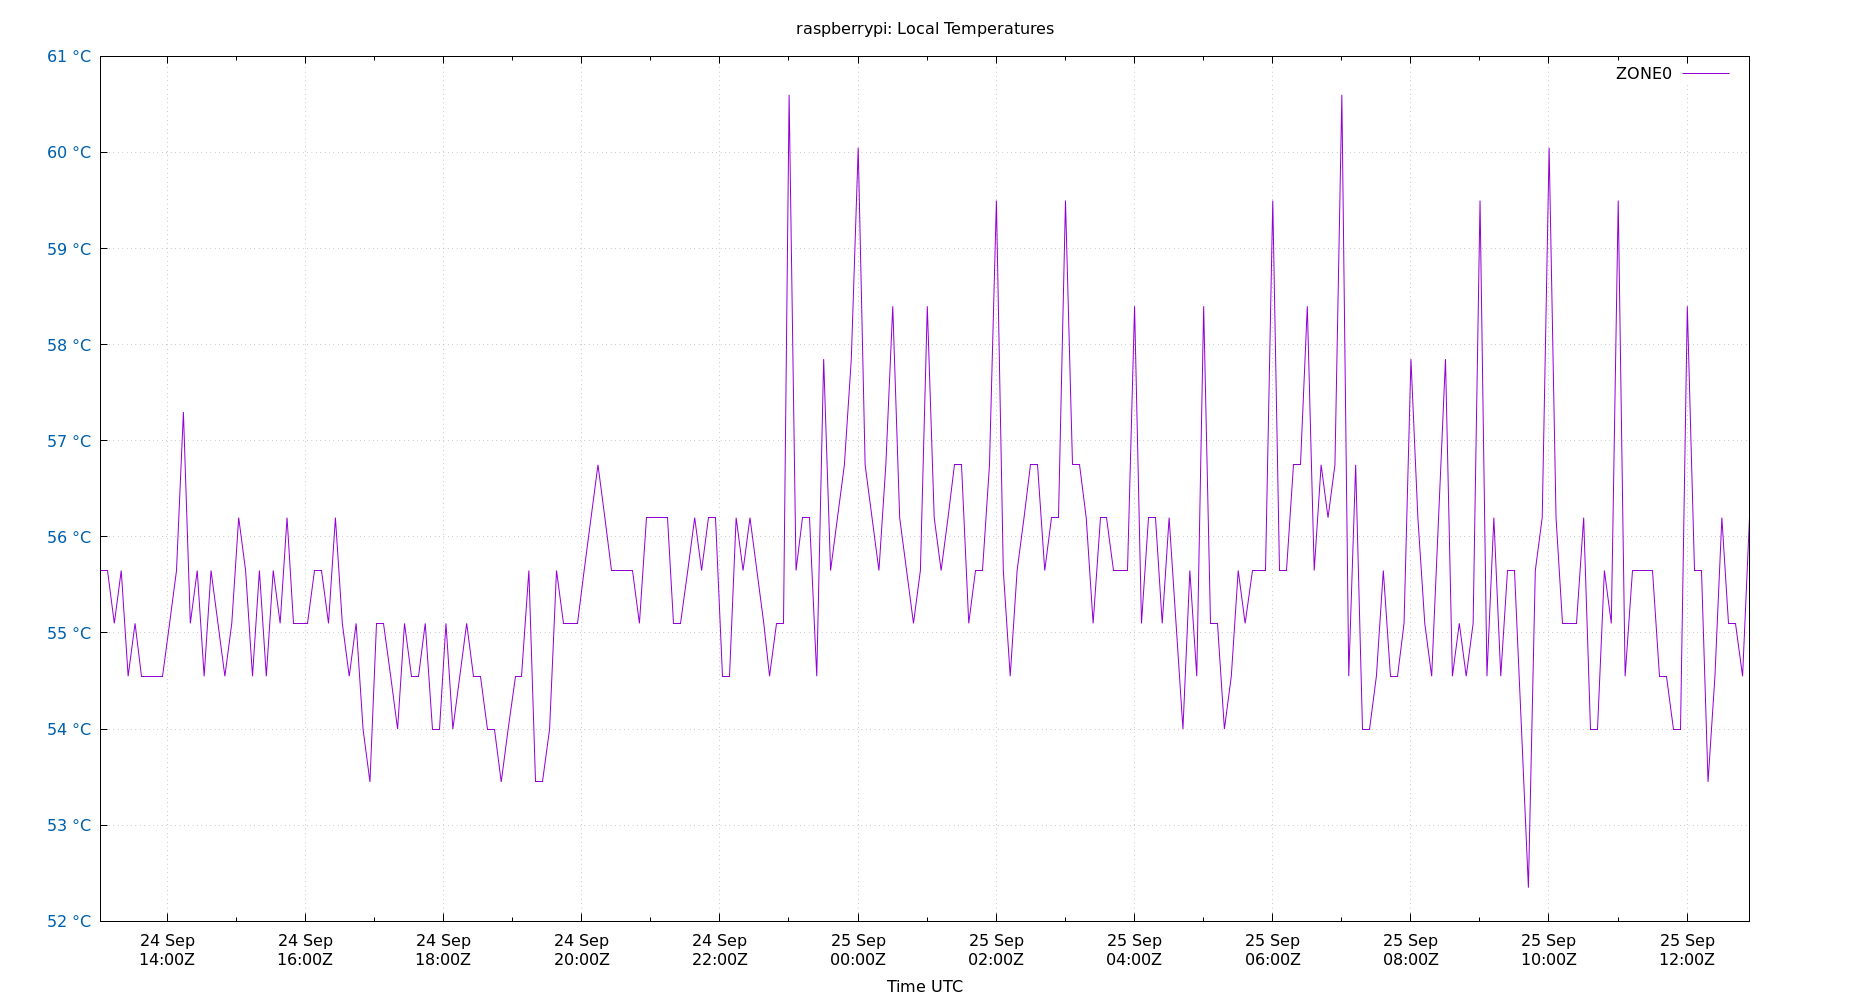 raspberrypi: Local Temperatures
61 °C
ZONE0
60 °C
59 °C
58 °C
57 °C
56 °C
55 °C
54 °C
53 °C
52 °C
24 Sep 24 Sep 24 Sep 24 Sep 24 Sep 25 Sep 25 Sep 25 Sep 25 Sep 25 Sep 25 Sep 25 Sep
14:00Z 16:00Z 18:00Z 20:00Z 22:00Z 00:00Z 02:00Z 04:00Z 06:00Z 08:00Z 10:00Z 12:00Z
Time UTC